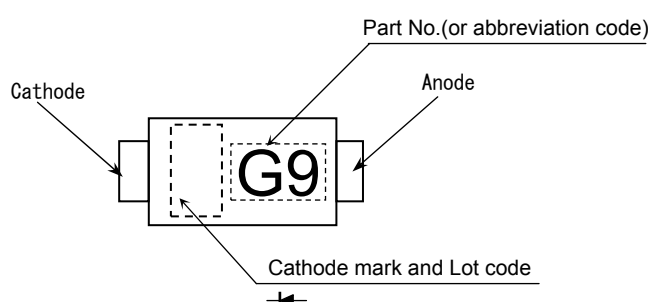 Part No.(or abbreviation code)
Cathode
Anode
G9
Cathode mark and Lot code